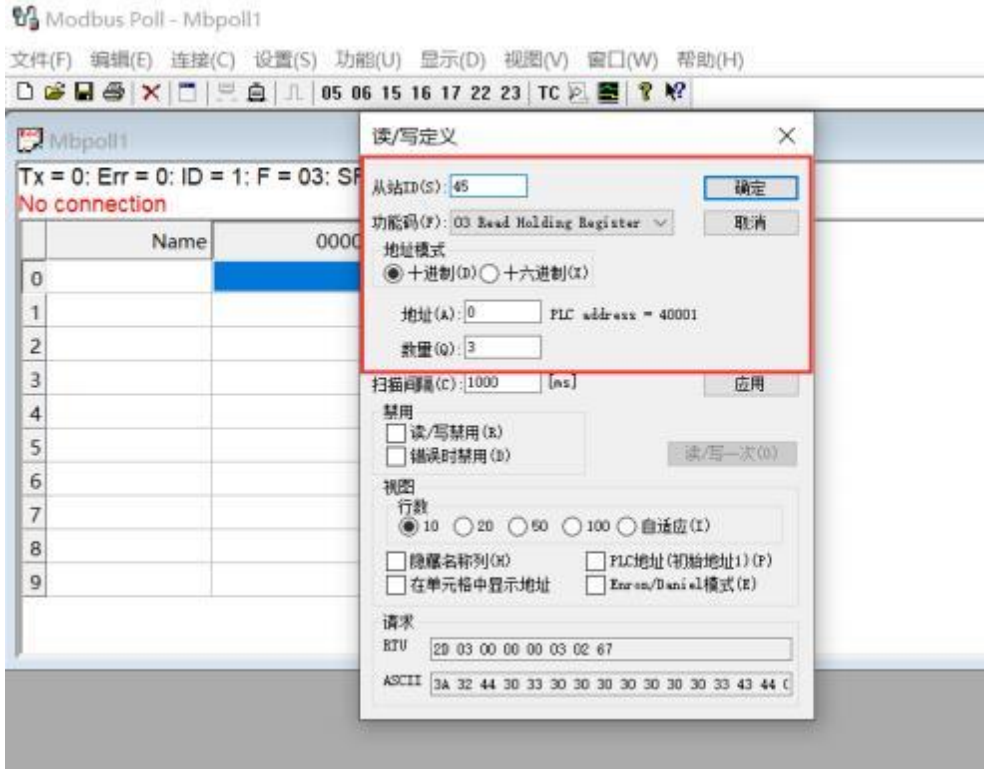 Modbus Poll - Mbpoll1
文件(F) 编辑(E) 连接(C) 设置(S) 功能(U) 显示(D) 视图(V) 窗口(W) 帮助(H)
05 06 15 16 17 22 23 TC
Mbpoll1
Tx = 0: Err = 0: ID = 1: F = 03: SF
No connection
Name 0000
0
1
2
3
4
5
6
7
8
9
读/写定义
从站ID(S): 45 确定
功能码(F): 03 Read Holding Register 取消
地址模式
十进制(D) 十六进制(X)
地址(A): 0 PLC address = 40001
数量(Q): 3
扫描间隔(C): 1000 [ms] 应用
禁用
读/写禁用(R)
错误时禁用(D) 读/写一次(O)
视图
行数
10 20 50 100 自适应(I)
隐藏名称列(H) PLC地址(初始地址1)(P)
在单元格中显示地址 Enron/Daniel模式(E)
请求
RTU 2D 03 00 00 00 03 02 67
ASCII 3A 32 44 30 33 30 30 30 30 30 30 30 33 43 44